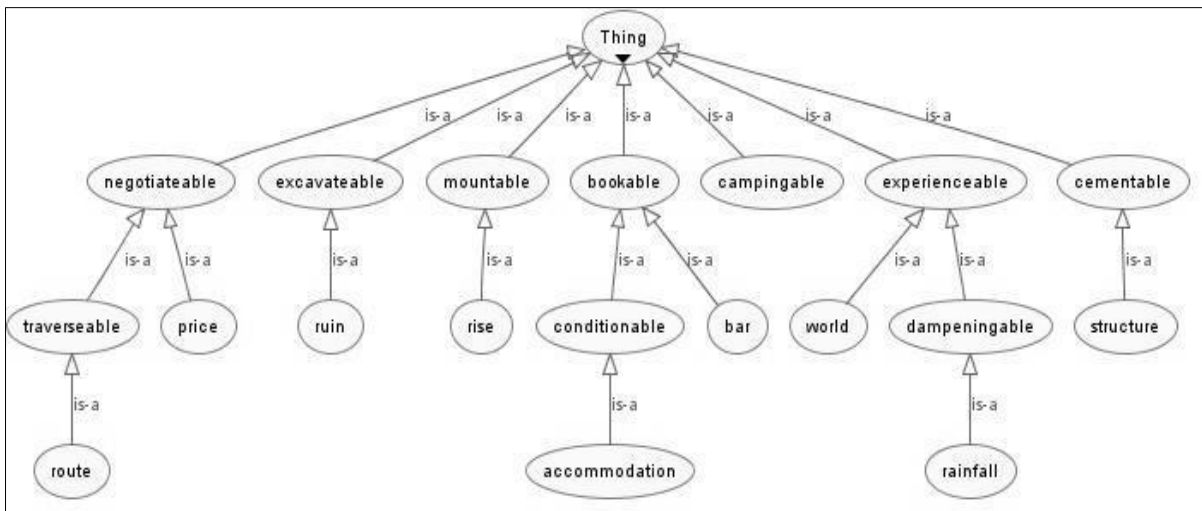 Thing
is-a is-a is-a is-a is-a is-a is-a
negotiateable excavateable mountable bookable campingable experienceable cementable
is-a is-a is-a is-a is-a is-a is-a is-a is-a
traverseable price ruin rise conditionable bar world dampeningable structure
is-a is-a is-a
route accommodation rainfall